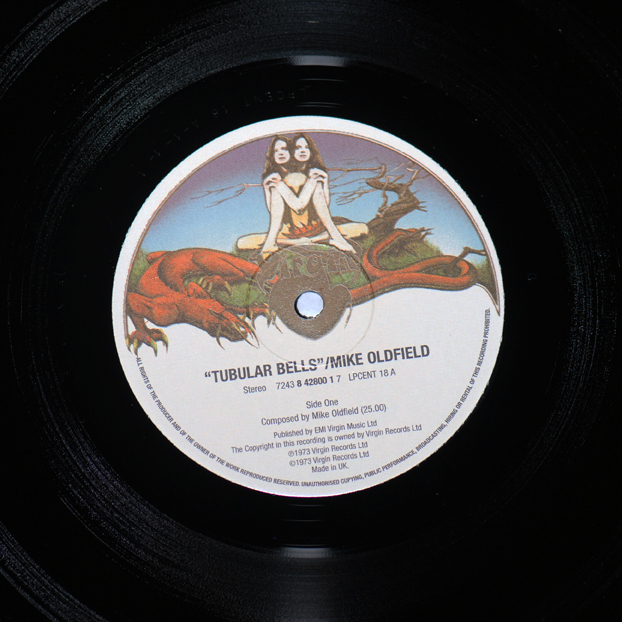 Virgin
"TUBULAR BELLS"/MIKE OLDFIELD
Stereo 7243 8 42800 1 7 LPCENT 18 A
Side One
Composed by Mike Oldfield (25.00)
Published by EMI Virgin Music Ltd
The Copyright in this recording is owned by Virgin Records Ltd
℗1973 Virgin Records Ltd
©1973 Virgin Records Ltd
Made in UK.
ALL RIGHTS OF THE PRODUCER AND OF THE OWNER OF THE WORK REPRODUCED RESERVED. UNAUTHORISED COPYING, PUBLIC PERFORMANCE, BROADCASTING, HIRING OR RENTAL OF THIS RECORDING PROHIBITED.